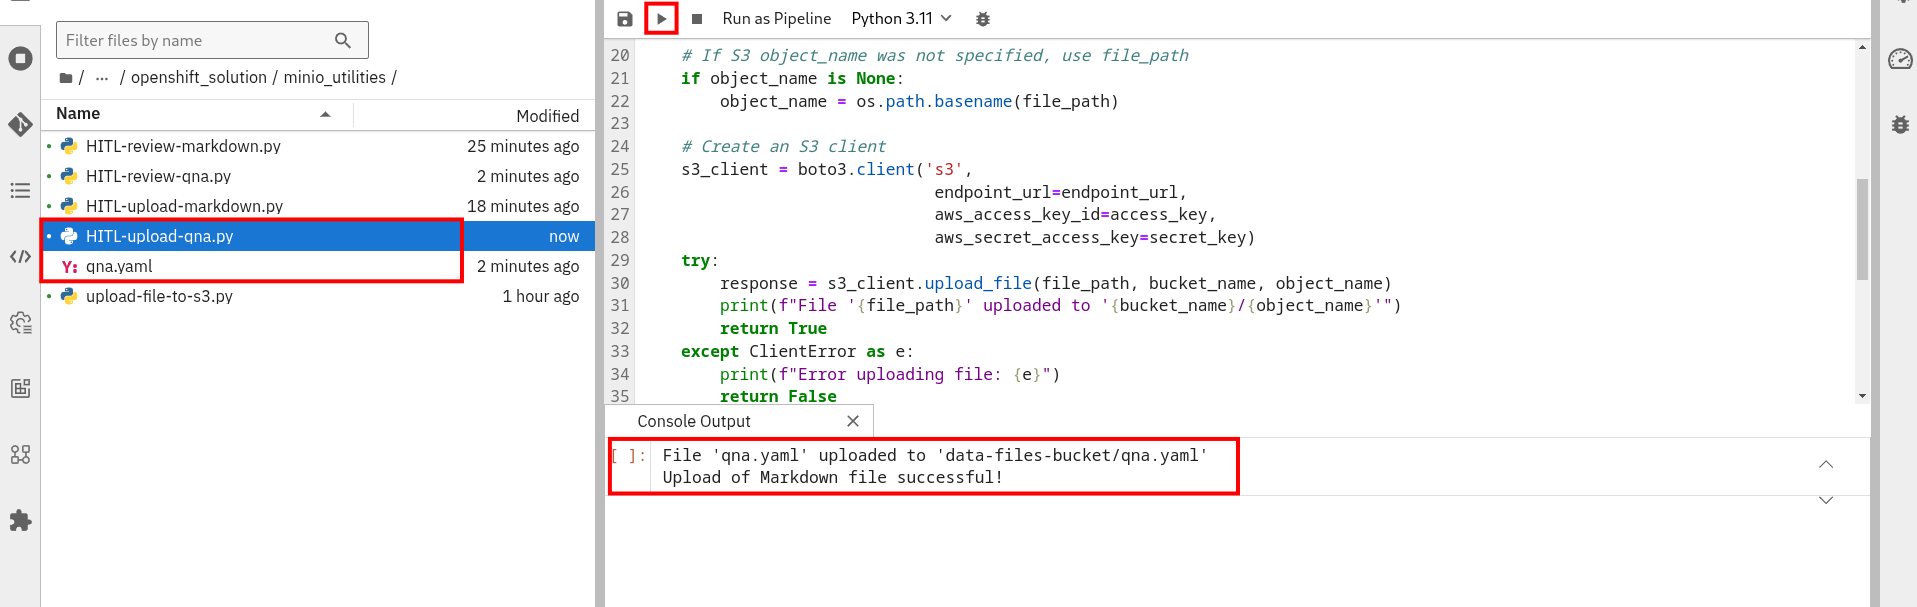 Filter files by name
/ ... / openshift_solution / minio_utilities /
Name Modified
HITL-review-markdown.py 25 minutes ago
HITL-review-qna.py 2 minutes ago
HITL-upload-markdown.py 18 minutes ago
HITL-upload-qna.py now
Y: qna.yaml 2 minutes ago
upload-file-to-s3.py 1 hour ago
Run as Pipeline Python 3.11
20 # If S3 object_name was not specified, use file_path
21 if object_name is None:
22 object_name = os.path.basename(file_path)
23
24 # Create an S3 client
25 s3_client = boto3.client('s3',
26 endpoint_url=endpoint_url,
27 aws_access_key_id=access_key,
28 aws_secret_access_key=secret_key)
29 try:
30 response = s3_client.upload_file(file_path, bucket_name, object_name)
31 print(f"File '{file_path}' uploaded to '{bucket_name}/{object_name}'")
32 return True
33 except ClientError as e:
34 print(f"Error uploading file: {e}")
35 return False
Console Output
[ ]: File 'qna.yaml' uploaded to 'data-files-bucket/qna.yaml'
Upload of Markdown file successful!